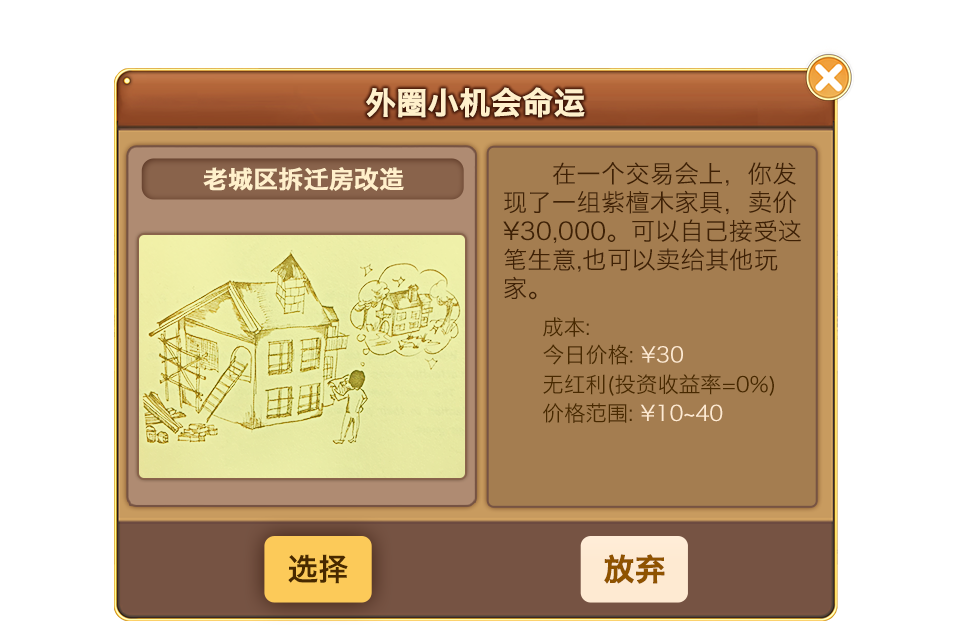 外圈小机会命运
老城区拆迁房改造
在一个交易会上，你发
现了一组紫檀木家具，卖价
¥30,000。可以自己接受这
笔生意,也可以卖给其他玩
家。
成本:
今日价格: ¥30
无红利(投资收益率=0%)
价格范围: ¥10~40
选择
放弃